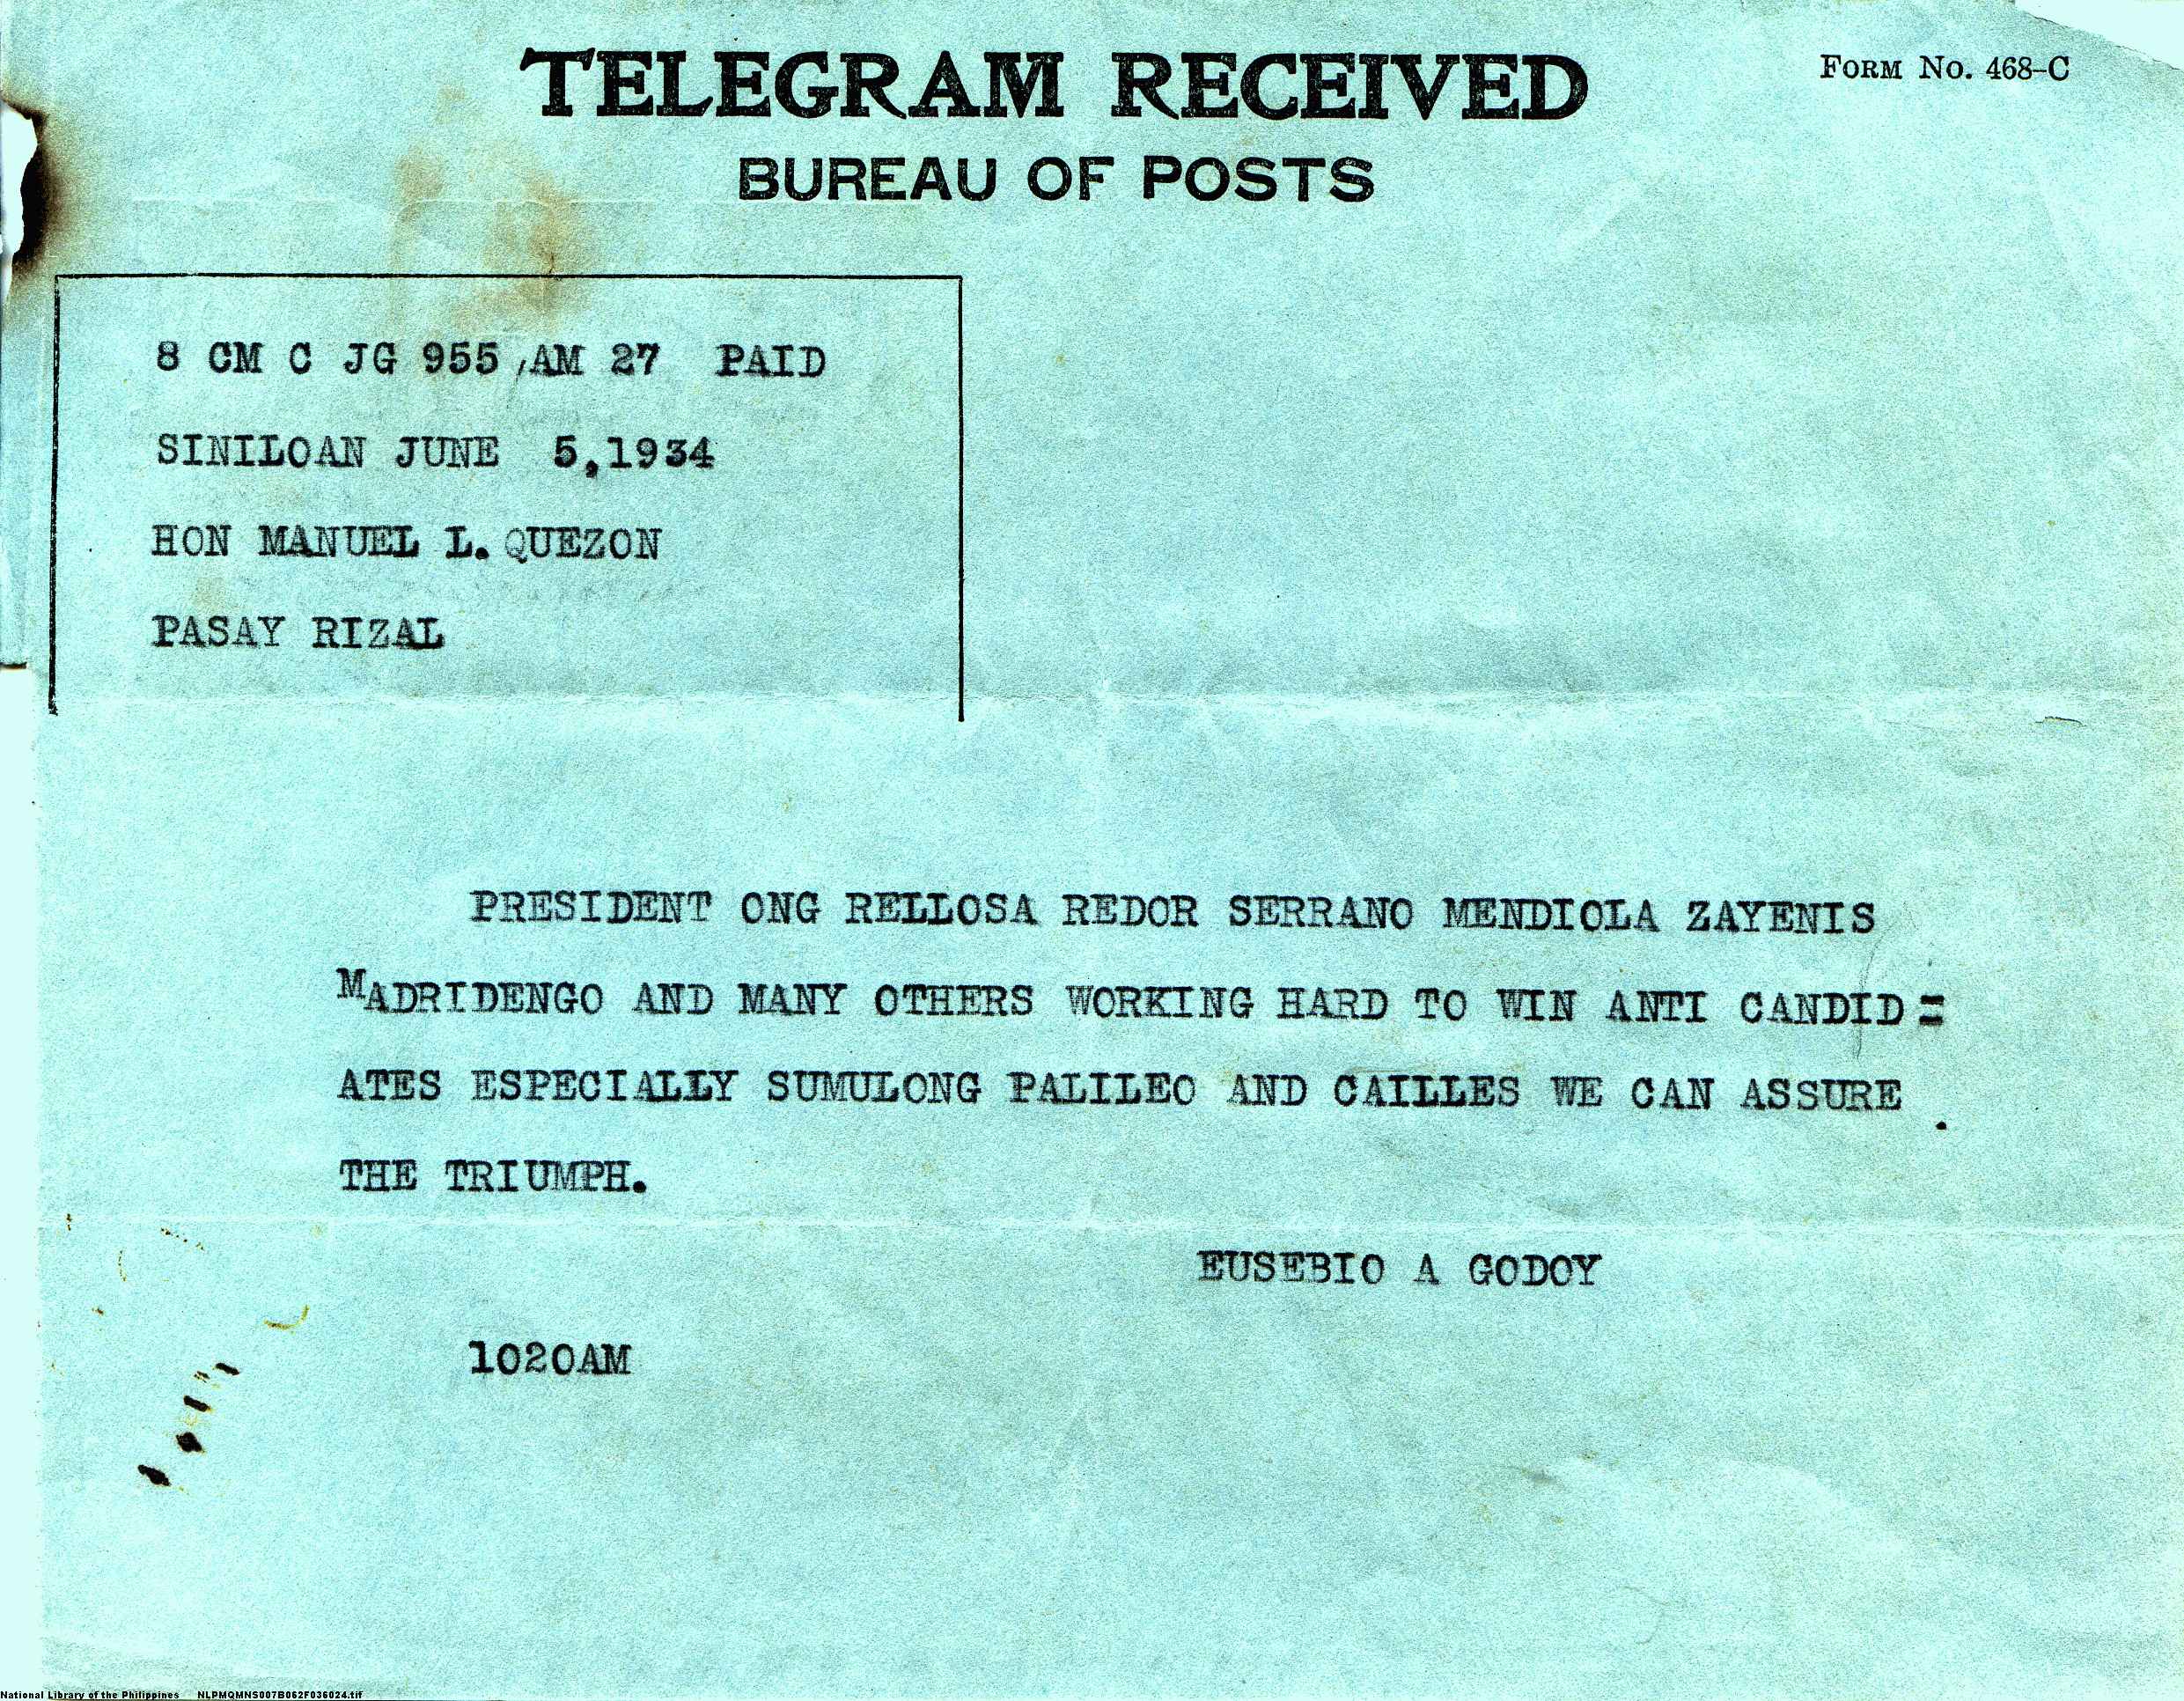 TELEGRAM RECEIVED
FORM NO. 468-C
BUREAU OF POSTS
8 CM C JG 955 AM 27 PAID
SINILOAN JUNE 5,1934
HON MANUEL L. QUEZON
PASAY RIZAL
PRESIDENT ONG RELLOSA REDOR SERRANO MENDIOLA ZAYENIS
MADRIDENGO AND MANY OTHERS WORKING HARD TO WIN ANTI CANDID=
ATES ESPECIALLY SUMULONG PALILEO AND CAILLES WE CAN ASSURE
THE TRIUMPH.
EUSEBIO A GODOY
1020AM
National Library of the Philippines NLPMQMNS007B062F036024.tif